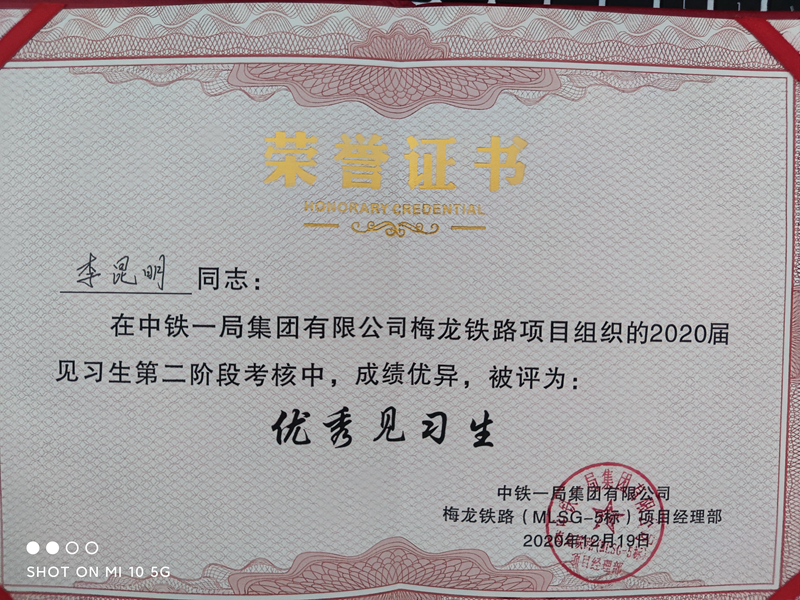 荣誉证书
HONORARY CREDENTIAL
李昆明 同志：
在中铁一局集团有限公司梅龙铁路项目组织的2020届
见习生第二阶段考核中，成绩优异，被评为：
优秀见习生
中铁一局集团有限公司
梅龙铁路（MLSG-5标）项目经理部
2020年12月19日
项目经理部
SHOT ON MI 10 5G